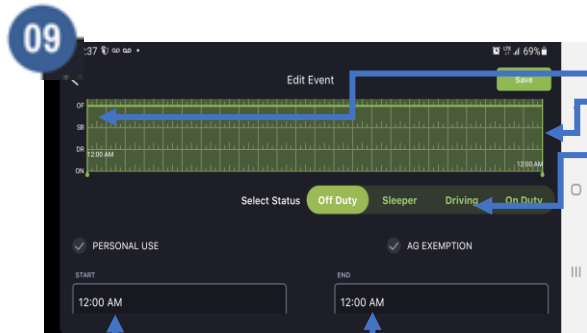 09
:37
69%
Edit Event
Save
OF
SB
DR
ON
12:00 AM
12:00 AM
Select Status Off Duty Sleeper Driving On Duty
PERSONAL USE AG EXEMPTION
START END
12:00 AM 12:00 AM